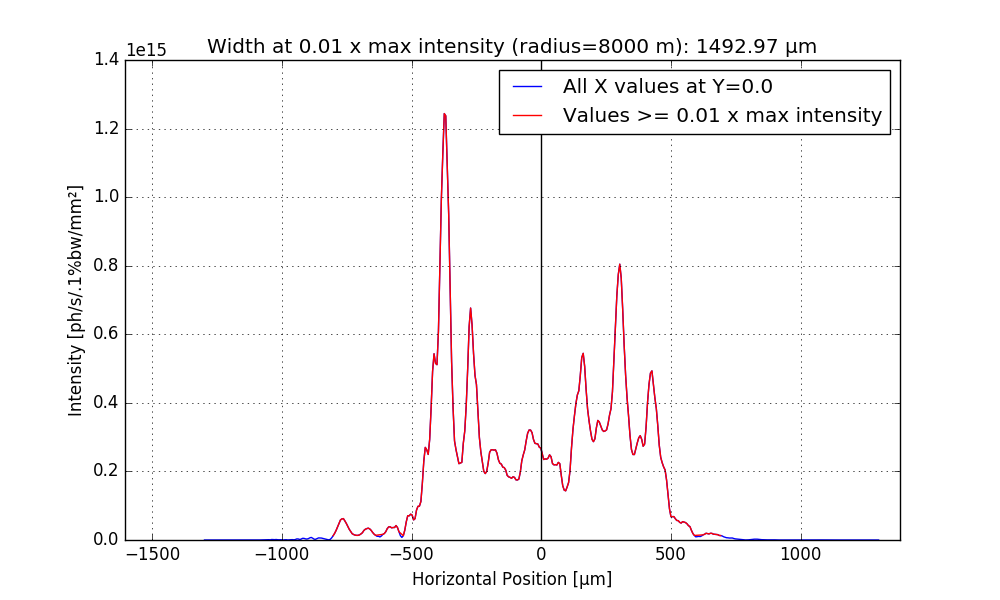 Width at 0.01 x max intensity (radius=8000 m): 1492.97 μm
1e15
All X values at Y=0.0
Values >= 0.01 x max intensity
1.4
1.2
1.0
0.8
0.6
0.4
0.2
0.0
Intensity [ph/s/.1%bw/mm²]
−1500 −1000 −500 0 500 1000
Horizontal Position [μm]